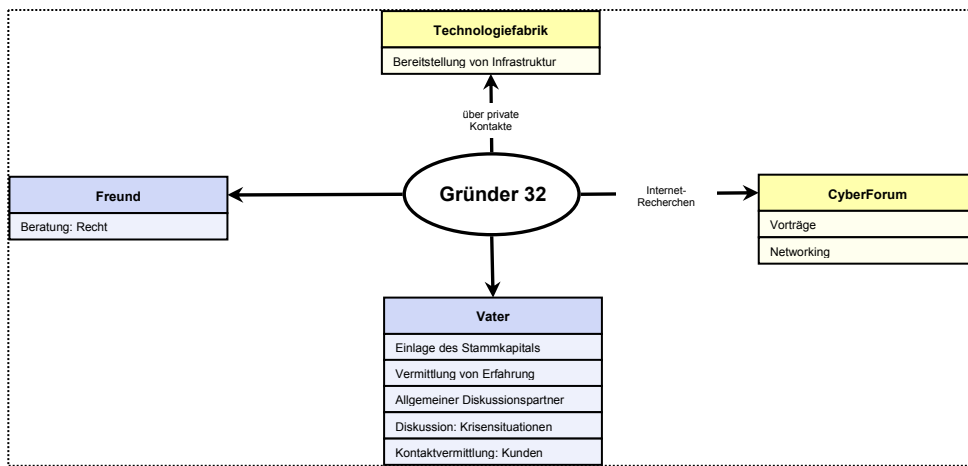 Technologiefabrik
Bereitstellung von Infrastruktur
über private
Kontakte
Freund
Beratung: Recht
Gründer 32
Internet-
Recherchen
CyberForum
Vorträge
Networking
Vater
Einlage des Stammkapitals
Vermittlung von Erfahrung
Allgemeiner Diskussionspartner
Diskussion: Krisensituationen
Kontaktvermittlung: Kunden